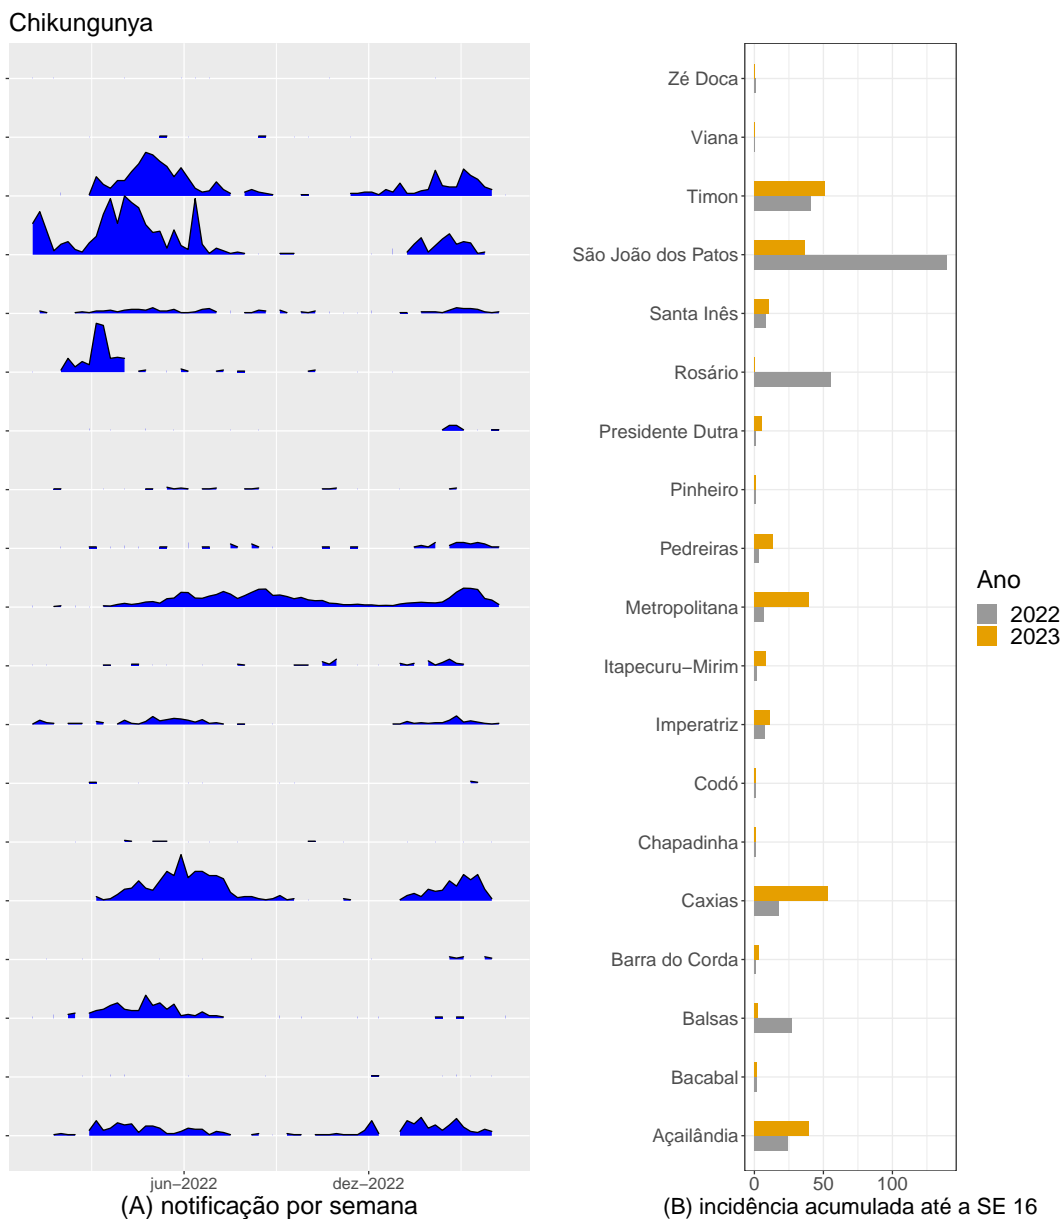 Chikungunya
Zé Doca
Viana
Timon
São João dos Patos
Santa Inês
Rosário
Presidente Dutra
Pinheiro
Pedreiras
Metropolitana
Itapecuru−Mirim
Imperatriz
Codó
Chapadinha
Caxias
Barra do Corda
Balsas
Bacabal
Açailândia
Ano
2022
2023
jun−2022 dez−2022
0 50 100
(A) notificação por semana
(B) incidência acumulada até a SE 16